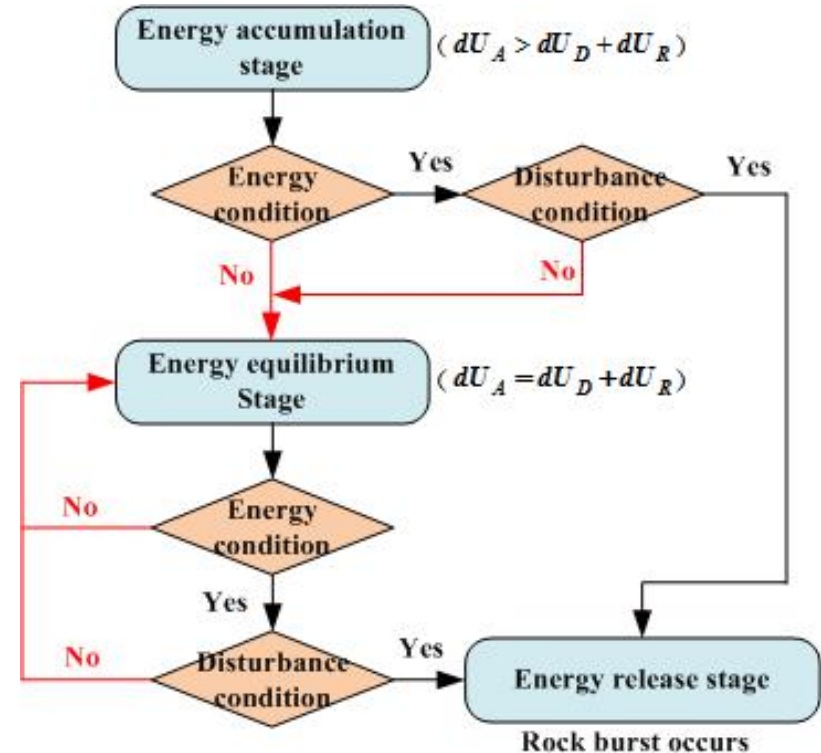 Energy accumulation
stage
( dU_A > dU_D + dU_R )
Yes
Yes
Energy
condition
Disturbance
condition
No
No
Energy equilibrium
Stage
( dU_A = dU_D + dU_R )
No
Energy
condition
Yes
No
Disturbance
condition
Yes
Energy release stage
Rock burst occurs